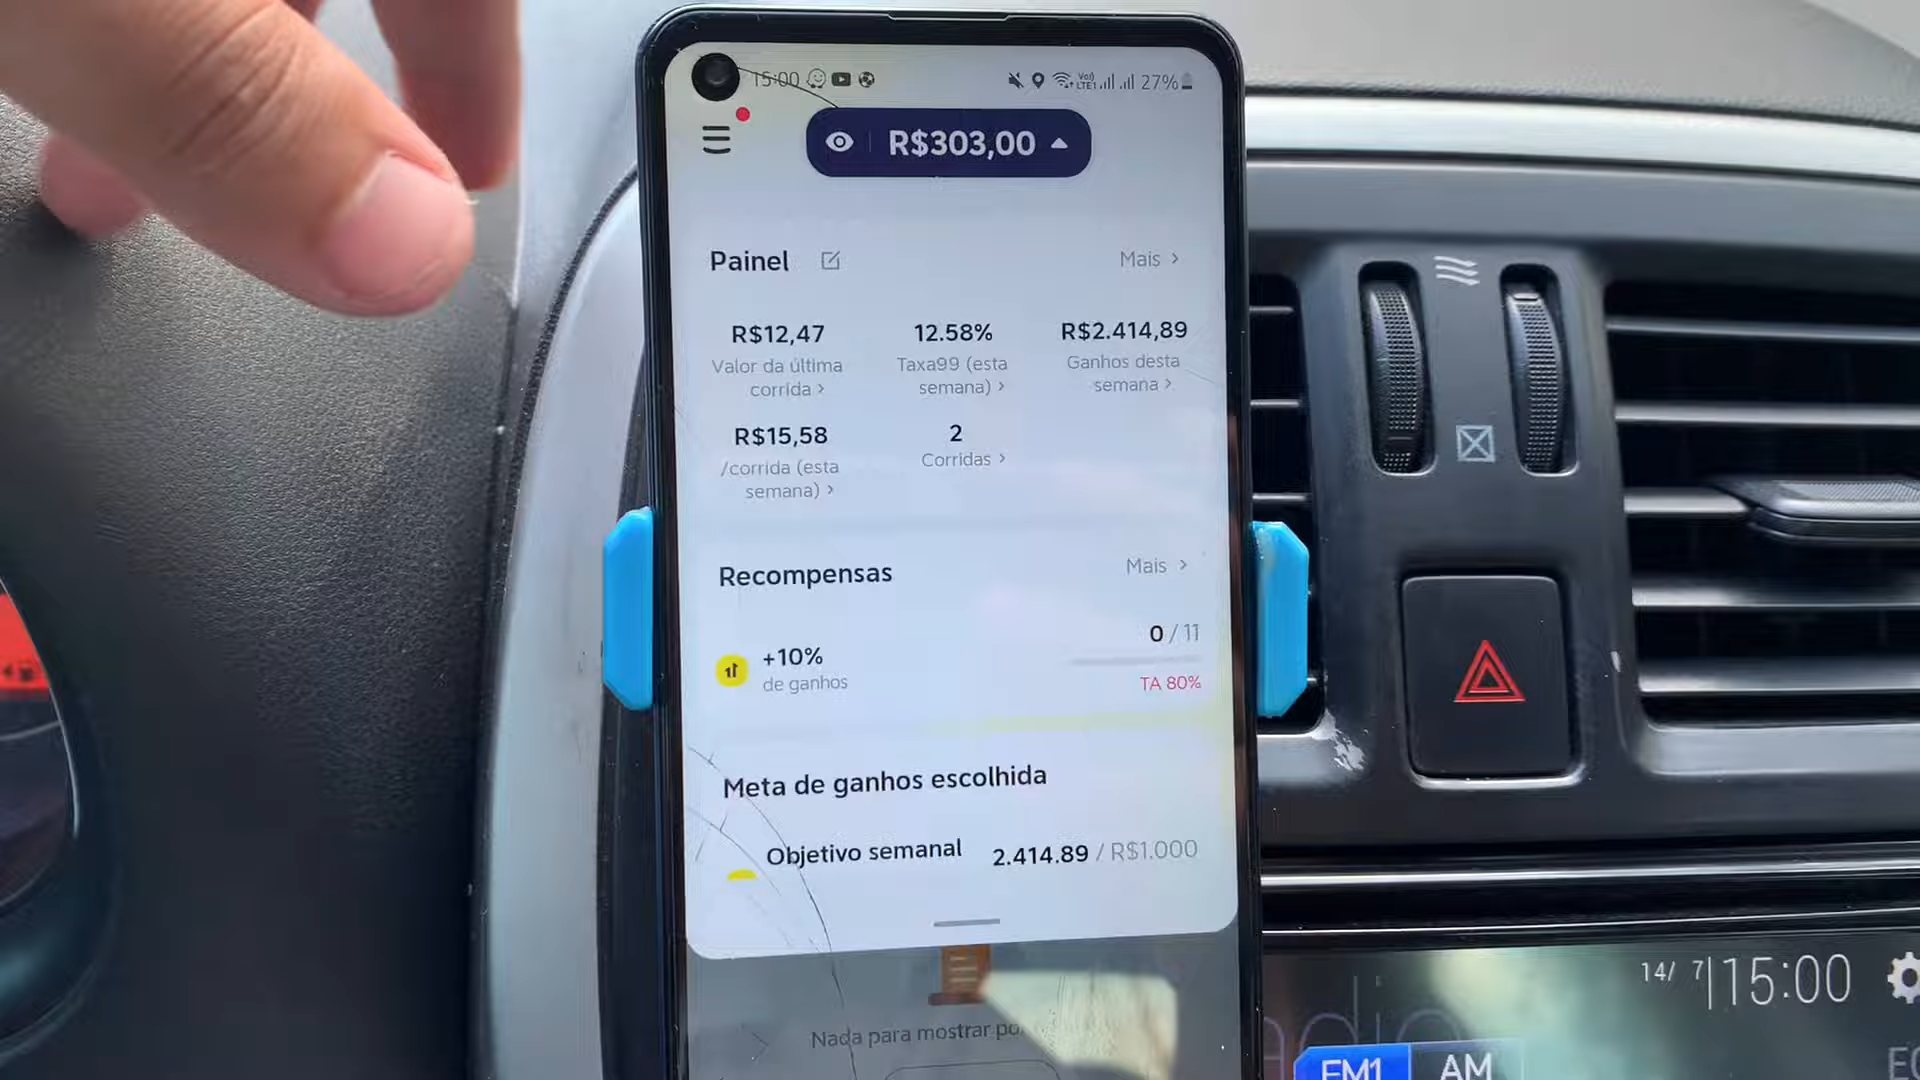 15:00
Vo)
LTE1
27%
R$303,00
Painel
Mais >
R$12,47
12.58%
R$2.414,89
Valor da última
corrida >
Taxa99 (esta
semana) >
Ganhos desta
semana >
R$15,58
2
/corrida (esta
semana) >
Corridas >
Recompensas
Mais >
+10%
de ganhos
0 / 11
TA 80%
Meta de ganhos escolhida
Objetivo semanal
2.414.89 / R$1.000
Nada para mostrar
14/ 7
15:00
FM1
AM